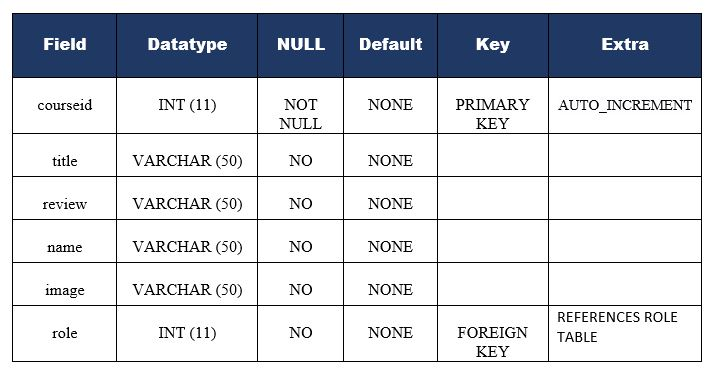 Field Datatype NULL Default Key Extra
courseid INT (11) NOT NULL NONE PRIMARY KEY AUTO_INCREMENT
title VARCHAR (50) NO NONE
review VARCHAR (50) NO NONE
name VARCHAR (50) NO NONE
image VARCHAR (50) NO NONE
role INT (11) NO NONE FOREIGN KEY REFERENCES ROLE TABLE